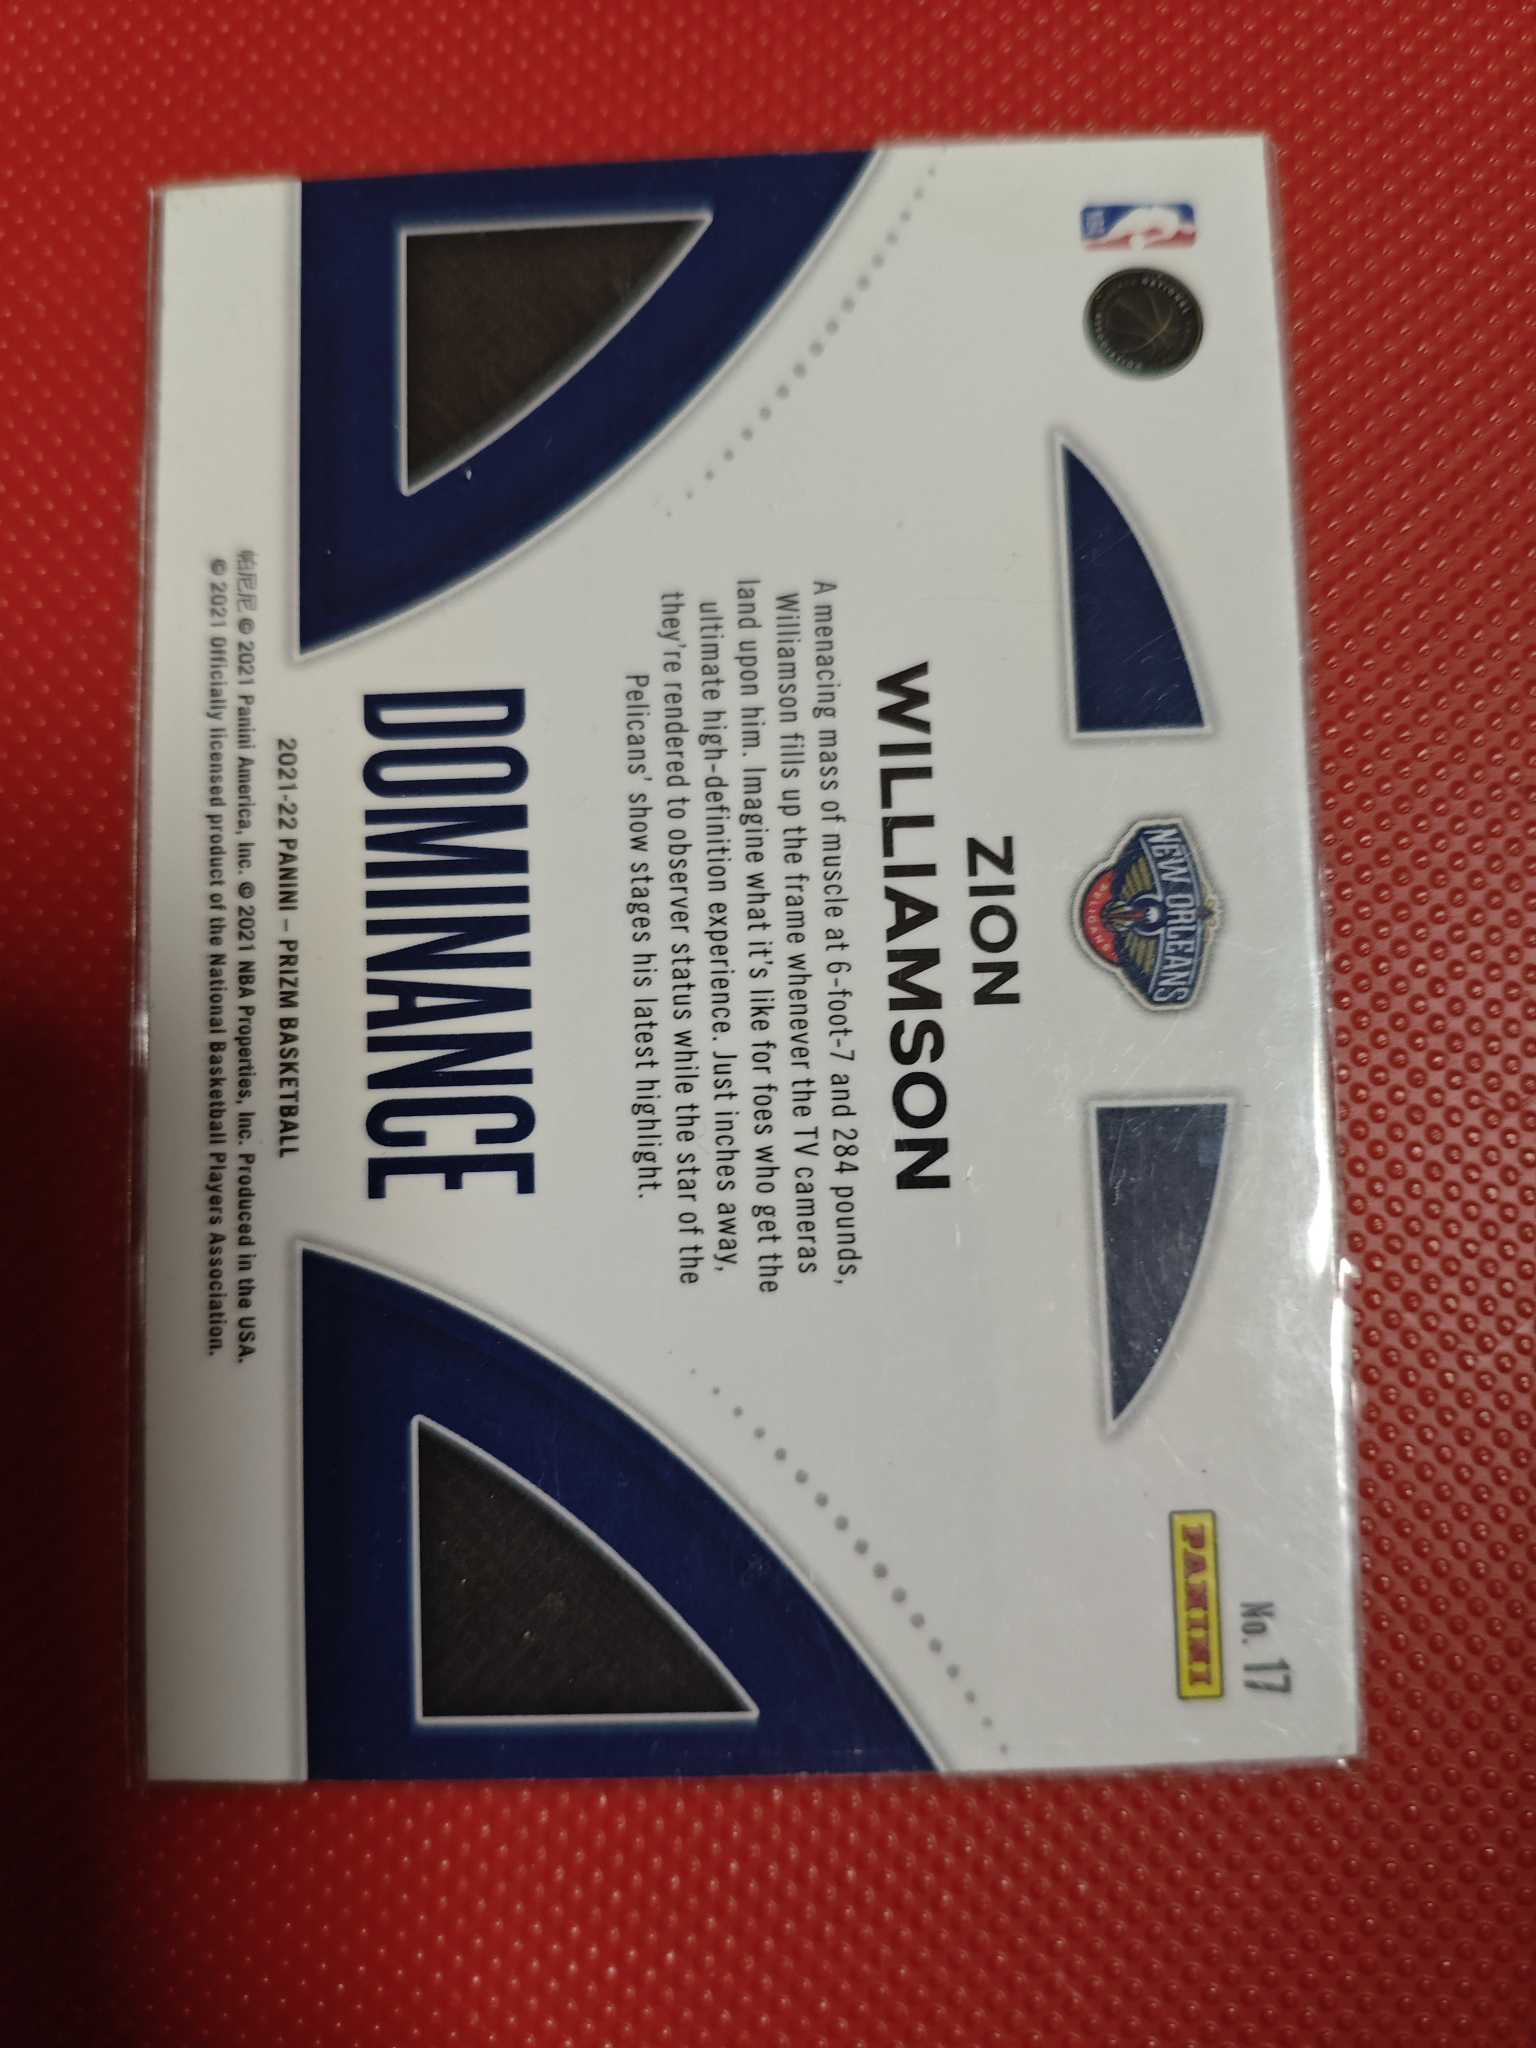 No. 17
PANINI
NEW ORLEANS
PELICANS
ZION
WILLIAMSON
A menacing mass of muscle at 6-foot-7 and 284 pounds,
Williamson fills up the frame whenever the TV cameras
land upon him. Imagine what it's like for foes who get the
ultimate high-definition experience. Just inches away,
they're rendered to observer status while the star of the
Pelicans' show stages his latest highlight.
DOMINANCE
2021-22 PANINI – PRIZM BASKETBALL
帕尼尼 © 2021 Panini America, Inc. © 2021 NBA Properties, Inc. Produced in the USA.
© 2021 Officially licensed product of the National Basketball Players Association.